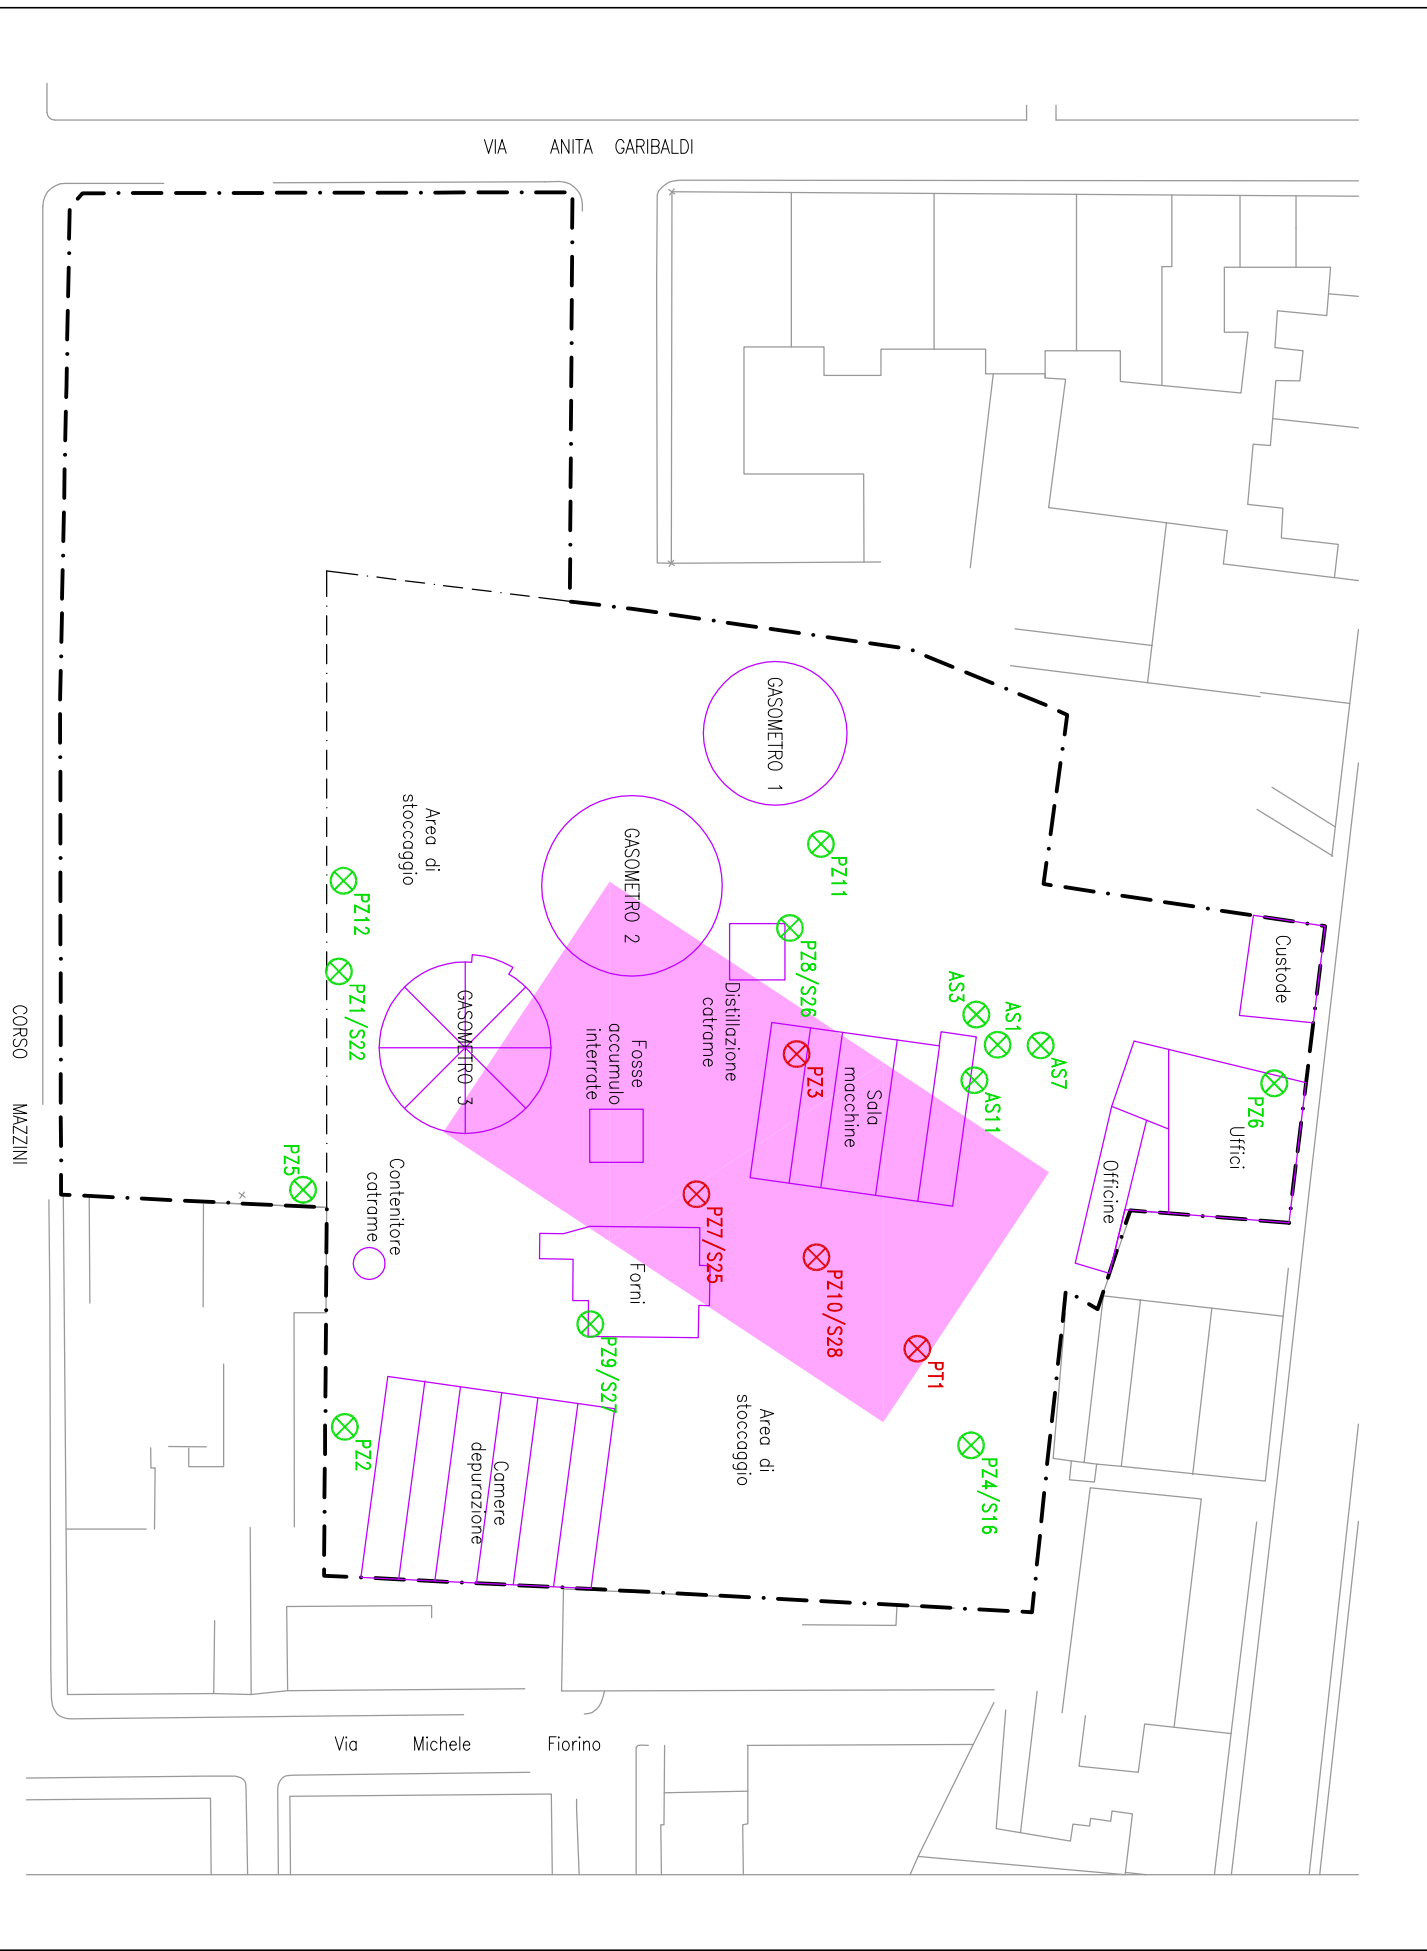 VIA ANITA GARIBALDI
GASOMETRO 1
GASOMETRO 2
Area di
stoccaggio
PZ11
PZ12
PZ8/S26
Custode
PZ1/S22
GASOMETRO 3
Distillazione
catrame
AS3
AS1
AS7
AS11
Fosse
accumulo
interrate
PZ3
Sala
macchine
PZ6
Uffici
CORSO MAZZINI
PZ5
Contenitore
catrame
Officine
PZ7/S25
Forni
PZ10/S28
PZ9/S27
PT1
Area di
stoccaggio
PZ2
Camere
depurazione
PZ4/S16
Via Michele Fiorino